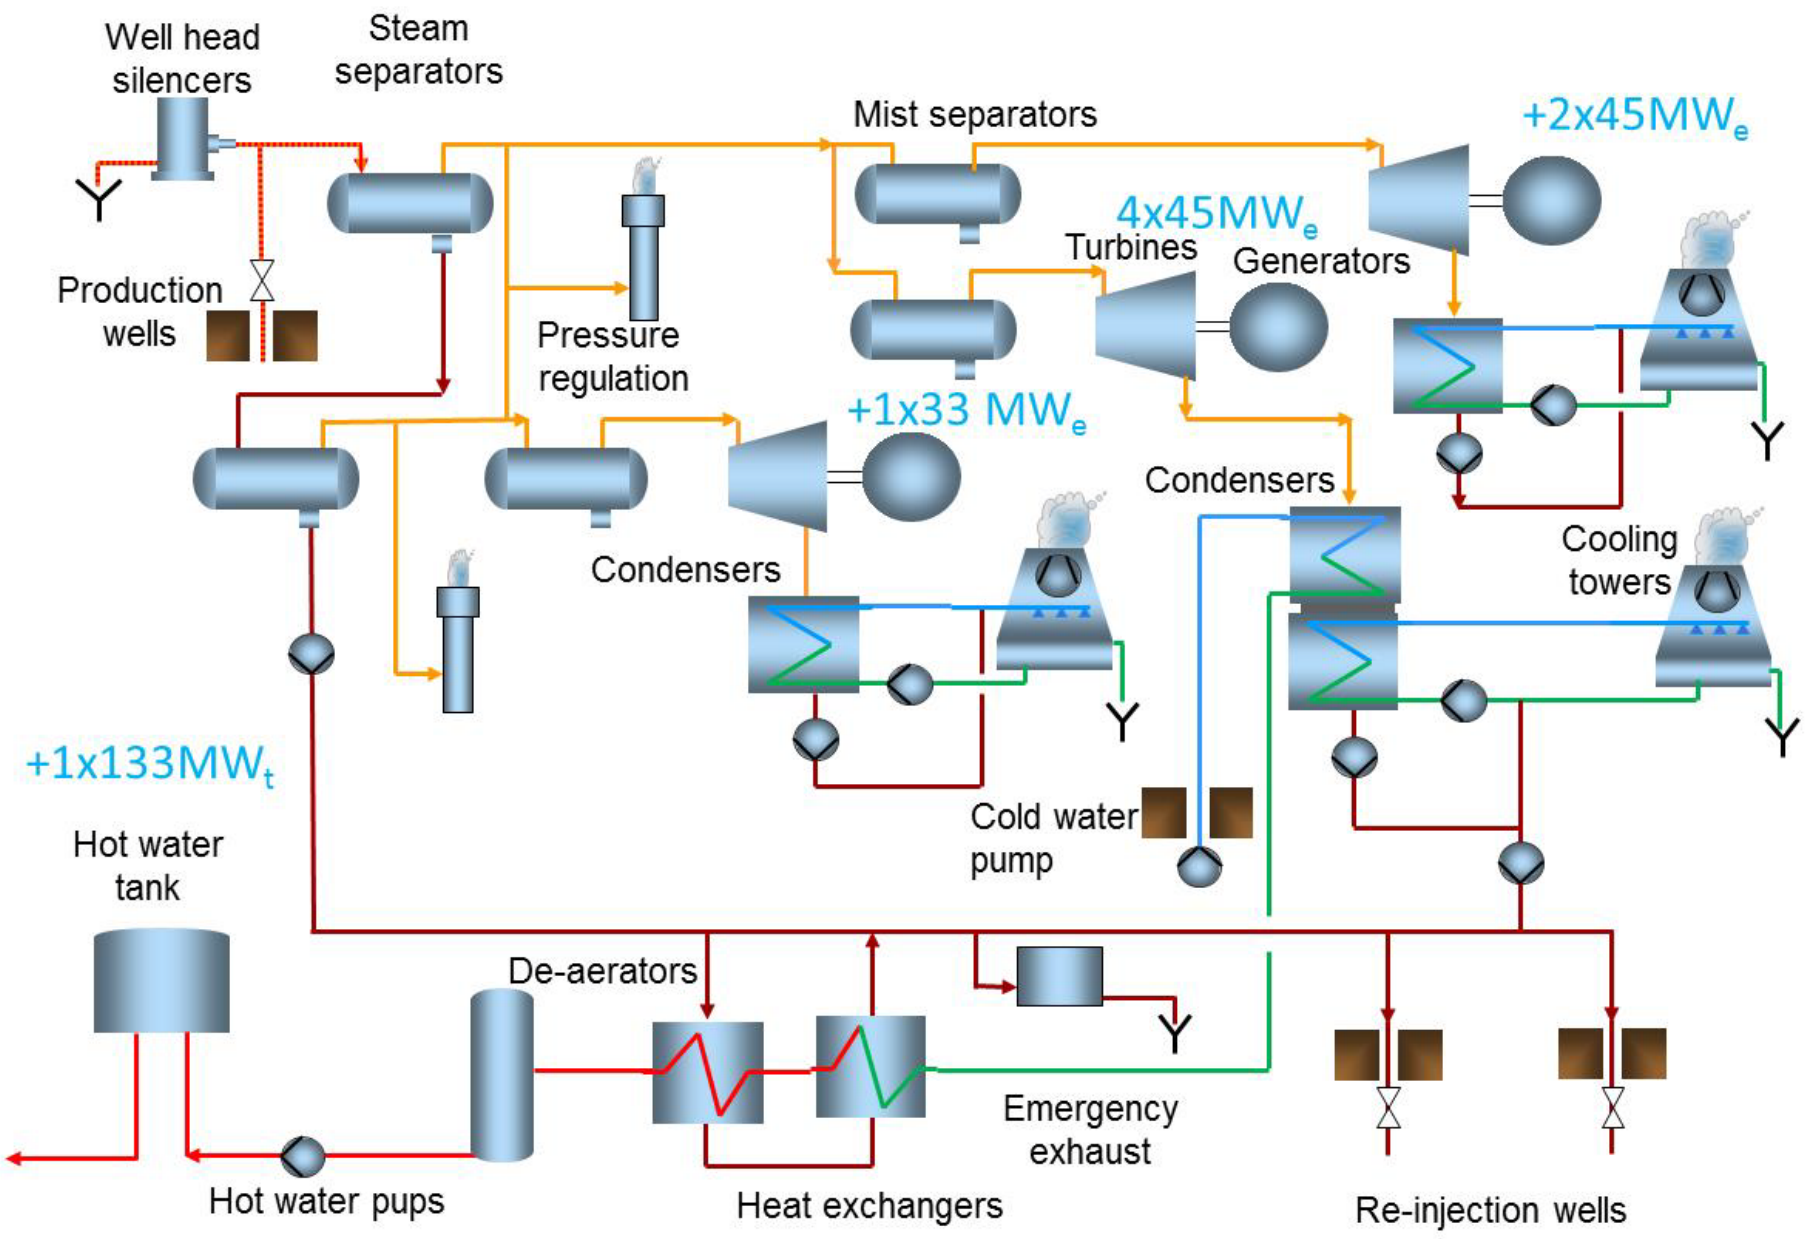 Well head
silencers
Steam
separators
Mist separators
+2x45MWe
4x45MWe
Turbines
Generators
Production
wells
Pressure
regulation
+1x33 MWe
Condensers
Condensers
Cooling
towers
+1x133MWt
Hot water
tank
Cold water
pump
De-aerators
Emergency
exhaust
Hot water pups
Heat exchangers
Re-injection wells